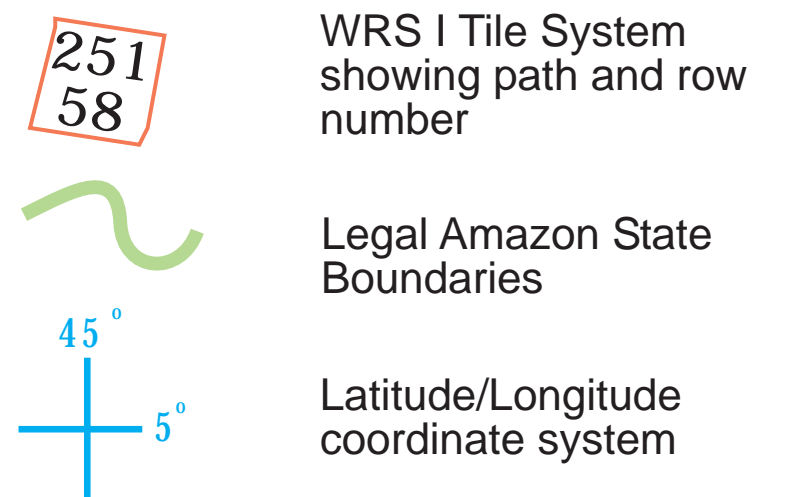 251
58
WRS I Tile System
showing path and row
number
Legal Amazon State
Boundaries
45°
5°
Latitude/Longitude
coordinate system